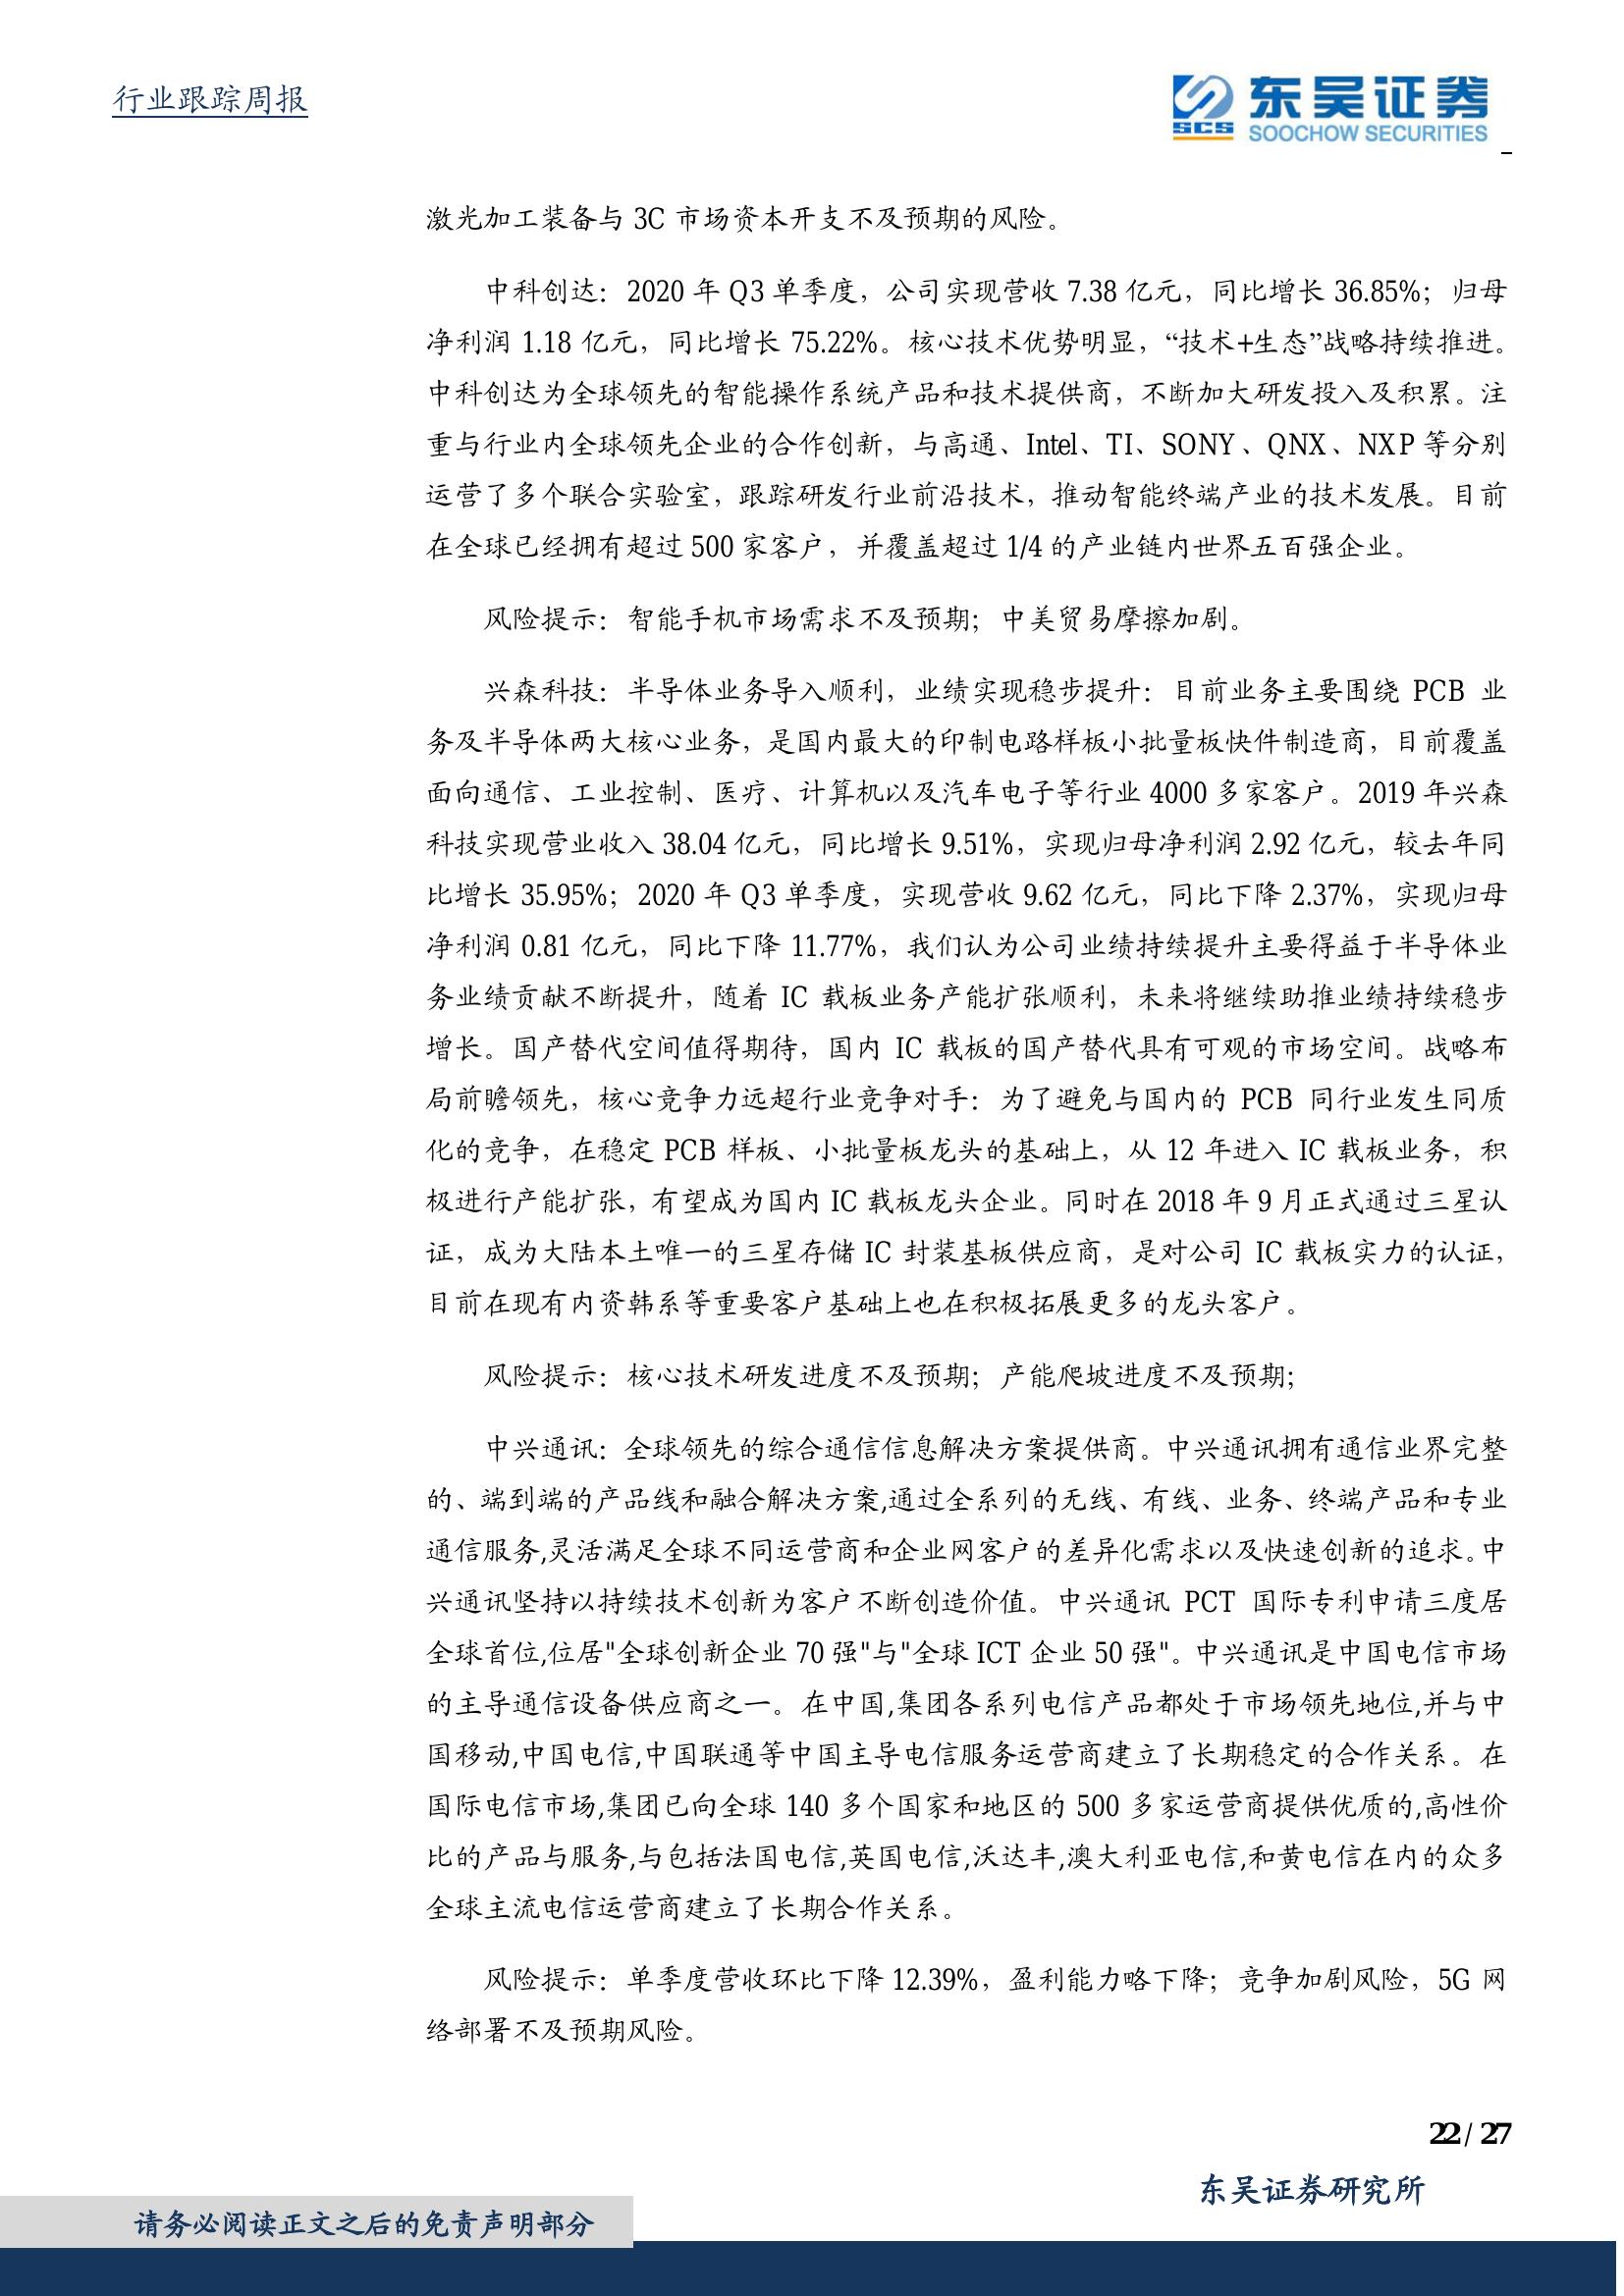 行业跟踪周报
SCS 东吴证券
SOOCHOW SECURITIES
激光加工装备与 3C 市场资本开支不及预期的风险。
中科创达：2020 年 Q3 单季度，公司实现营收 7.38 亿元，同比增长 36.85%；归母
净利润 1.18 亿元，同比增长 75.22%。核心技术优势明显，“技术+生态”战略持续推进。
中科创达为全球领先的智能操作系统产品和技术提供商，不断加大研发投入及积累。注
重与行业内全球领先企业的合作创新，与高通、Intel、TI、SONY、QNX、NXP 等分别
运营了多个联合实验室，跟踪研发行业前沿技术，推动智能终端产业的技术发展。目前
在全球已经拥有超过 500 家客户，并覆盖超过 1/4 的产业链内世界五百强企业。
风险提示：智能手机市场需求不及预期；中美贸易摩擦加剧。
兴森科技：半导体业务导入顺利，业绩实现稳步提升：目前业务主要围绕 PCB 业
务及半导体两大核心业务，是国内最大的印制电路样板小批量板快件制造商，目前覆盖
面向通信、工业控制、医疗、计算机以及汽车电子等行业 4000 多家客户。2019 年兴森
科技实现营业收入 38.04 亿元，同比增长 9.51%，实现归母净利润 2.92 亿元，较去年同
比增长 35.95%；2020 年 Q3 单季度，实现营收 9.62 亿元，同比下降 2.37%，实现归母
净利润 0.81 亿元，同比下降 11.77%，我们认为公司业绩持续提升主要得益于半导体业
务业绩贡献不断提升，随着 IC 载板业务产能扩张顺利，未来将继续助推业绩持续稳步
增长。国产替代空间值得期待，国内 IC 载板的国产替代具有可观的市场空间。战略布
局前瞻领先，核心竞争力远超行业竞争对手：为了避免与国内的 PCB 同行业发生同质
化的竞争，在稳定 PCB 样板、小批量板龙头的基础上，从 12 年进入 IC 载板业务，积
极进行产能扩张，有望成为国内 IC 载板龙头企业。同时在 2018 年 9 月正式通过三星认
证，成为大陆本土唯一的三星存储 IC 封装基板供应商，是对公司 IC 载板实力的认证，
目前在现有内资韩系等重要客户基础上也在积极拓展更多的龙头客户。
风险提示：核心技术研发进度不及预期；产能爬坡进度不及预期；
中兴通讯：全球领先的综合通信信息解决方案提供商。中兴通讯拥有通信业界完整
的、端到端的产品线和融合解决方案,通过全系列的无线、有线、业务、终端产品和专业
通信服务,灵活满足全球不同运营商和企业网客户的差异化需求以及快速创新的追求。中
兴通讯坚持以持续技术创新为客户不断创造价值。中兴通讯 PCT 国际专利申请三度居
全球首位,位居"全球创新企业 70 强"与"全球 ICT 企业 50 强"。中兴通讯是中国电信市场
的主导通信设备供应商之一。在中国,集团各系列电信产品都处于市场领先地位,并与中
国移动,中国电信,中国联通等中国主导电信服务运营商建立了长期稳定的合作关系。在
国际电信市场,集团已向全球 140 多个国家和地区的 500 多家运营商提供优质的,高性价
比的产品与服务,与包括法国电信,英国电信,沃达丰,澳大利亚电信,和黄电信在内的众多
全球主流电信运营商建立了长期合作关系。
风险提示：单季度营收环比下降 12.39%，盈利能力略下降；竞争加剧风险，5G 网
络部署不及预期风险。
22 / 27
东吴证券研究所
请务必阅读正文之后的免责声明部分